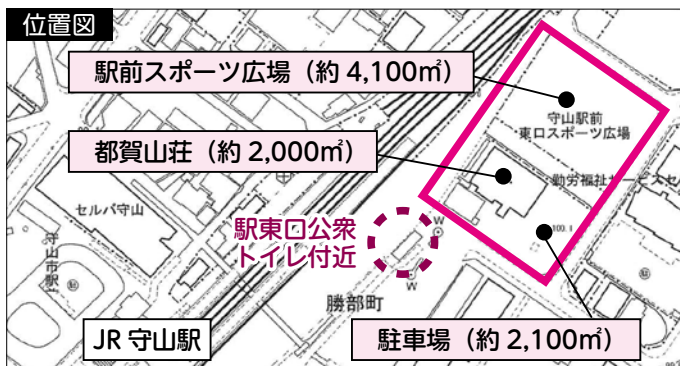 位置図
駅前スポーツ広場（約 4,100㎡）
守山駅前
東口スポーツ広場
都賀山荘（約 2,000㎡）
勤労福祉サービスセ
セルバ守山
駅東口公衆
トイレ付近
W
100.1
守山市駅
W
勝部町
JR 守山駅
駐車場（約 2,100㎡）